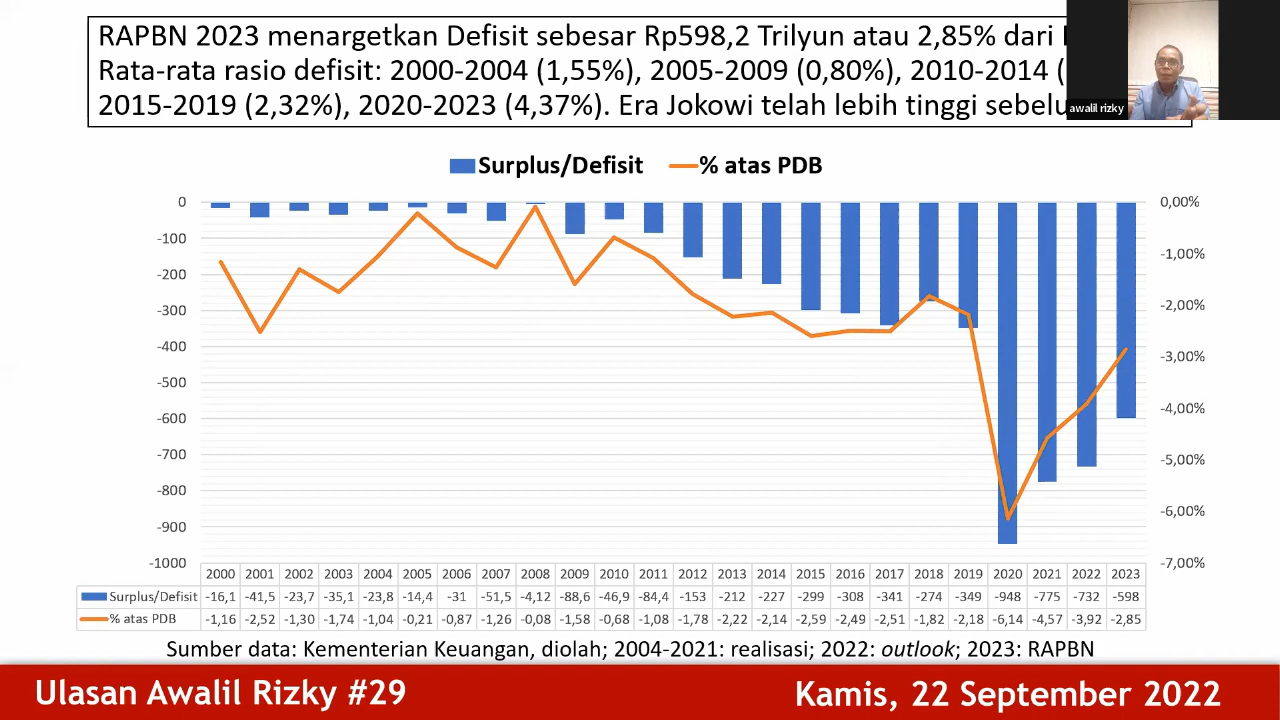 RAPBN 2023 menargetkan Defisit sebesar Rp598,2 Trilyun atau 2,85% dari
Rata-rata rasio defisit: 2000-2004 (1,55%), 2005-2009 (0,80%), 2010-2014 (
2015-2019 (2,32%), 2020-2023 (4,37%). Era Jokowi telah lebih tinggi
awalil rizky
Surplus/Defisit % atas PDB
0 0,00%
-100 -1,00%
-200 -2,00%
-300 -3,00%
-400 -4,00%
-500 -5,00%
-600 -6,00%
-700 -7,00%
-800
-900
-1000
2000 2001 2002 2003 2004 2005 2006 2007 2008 2009 2010 2011 2012 2013 2014 2015 2016 2017 2018 2019 2020 2021 2022 2023
Surplus/Defisit -16,1 -41,5 -23,7 -35,1 -23,8 -14,4 -31 -51,5 -4,12 -88,6 -46,9 -84,4 -153 -212 -227 -299 -308 -341 -274 -349 -948 -775 -732 -598
% atas PDB -1,16 -2,52 -1,30 -1,74 -1,04 -0,21 -0,87 -1,26 -0,08 -1,58 -0,68 -1,08 -1,78 -2,22 -2,14 -2,59 -2,49 -2,51 -1,82 -2,18 -6,14 -4,57 -3,92 -2,85
Sumber data: Kementerian Keuangan, diolah; 2004-2021: realisasi; 2022: outlook; 2023: RAPBN
Ulasan Awalil Rizky #29
Kamis, 22 September 2022